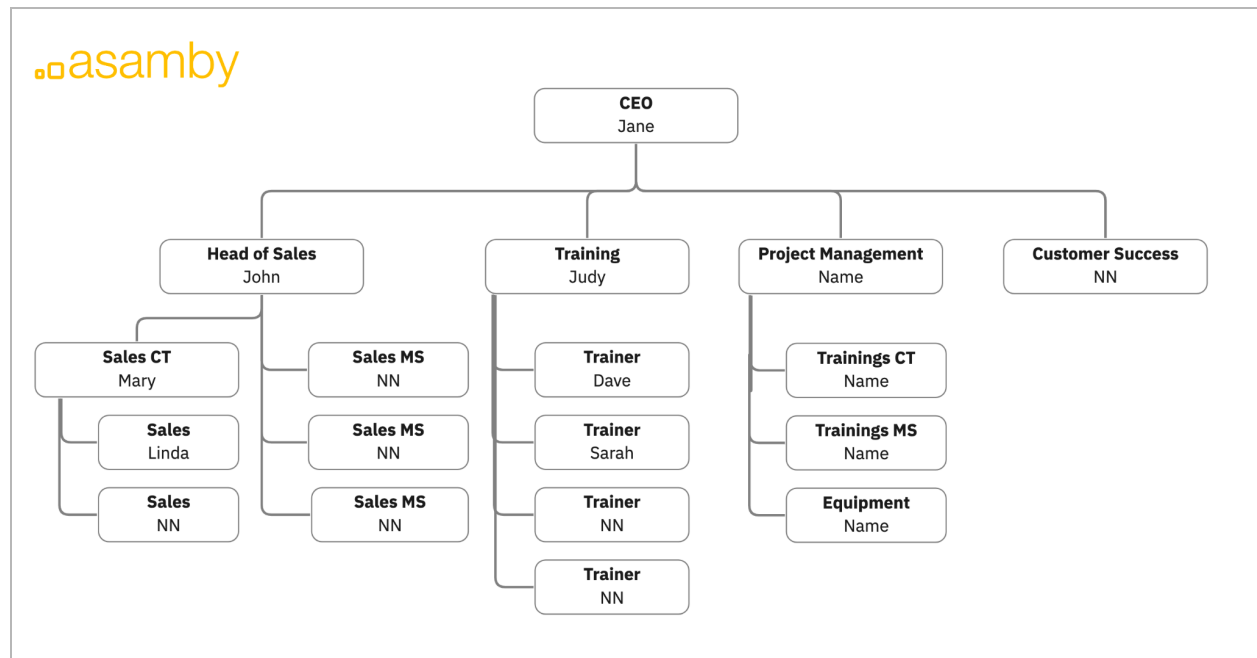 asamby
CEO
Jane
Head of Sales
John
Training
Judy
Project Management
Name
Customer Success
NN
Sales CT
Mary
Sales
Linda
Sales
NN
Sales MS
NN
Sales MS
NN
Sales MS
NN
Trainer
Dave
Trainer
Sarah
Trainer
NN
Trainer
NN
Trainings CT
Name
Trainings MS
Name
Equipment
Name